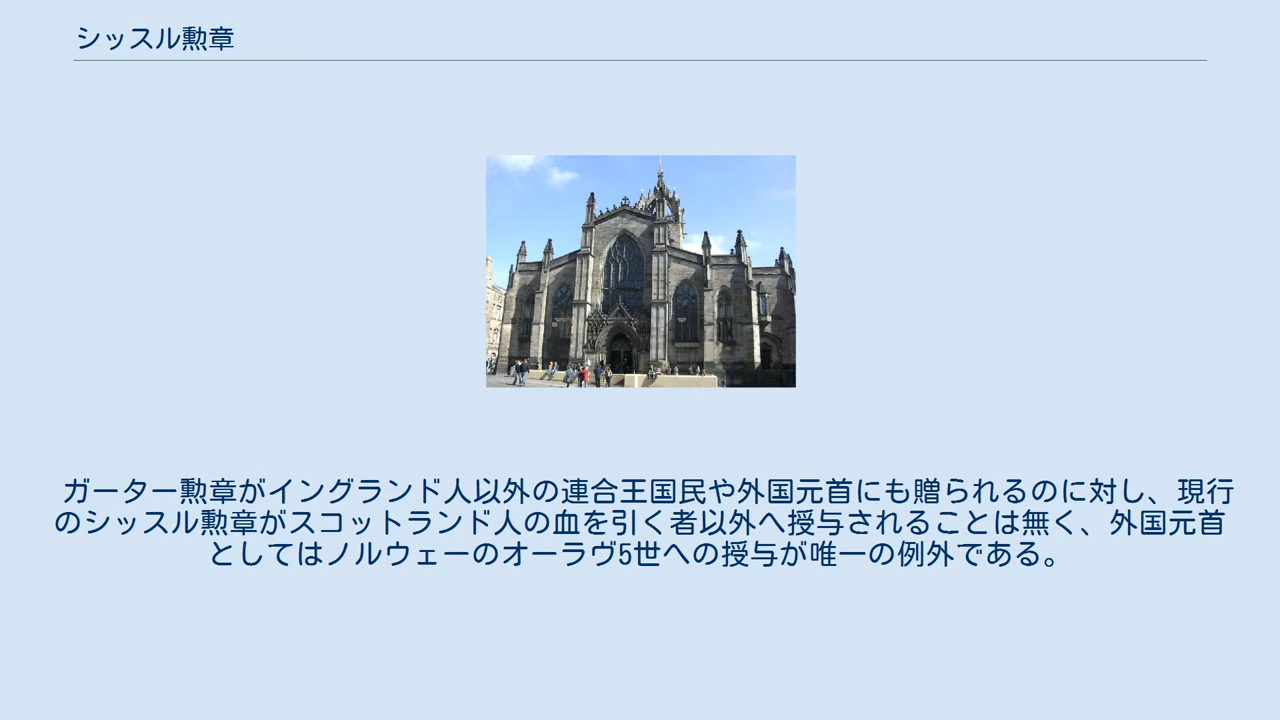 シッスル勲章
ガーター勲章がイングランド人以外の連合王国民や外国元首にも贈られるのに対し、現行
のシッスル勲章がスコットランド人の血を引く者以外へ授与されることは無く、外国元首
としてはノルウェーのオーラヴ5世への授与が唯一の例外である。